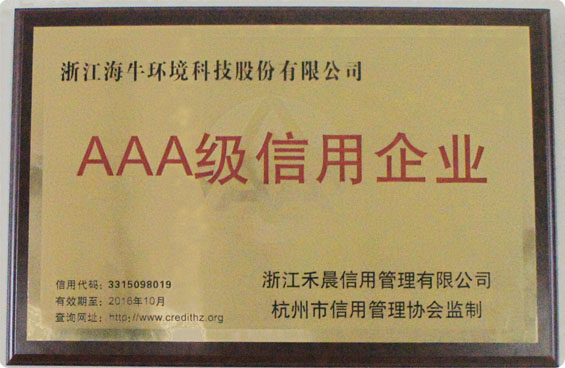 浙江海牛环境科技股份有限公司
AAA级信用企业
信用代码：3315098019
有效期至：2016年10月
查询网址：http://www.credithz.org
浙江禾晨信用管理有限公司
杭州市信用管理协会监制